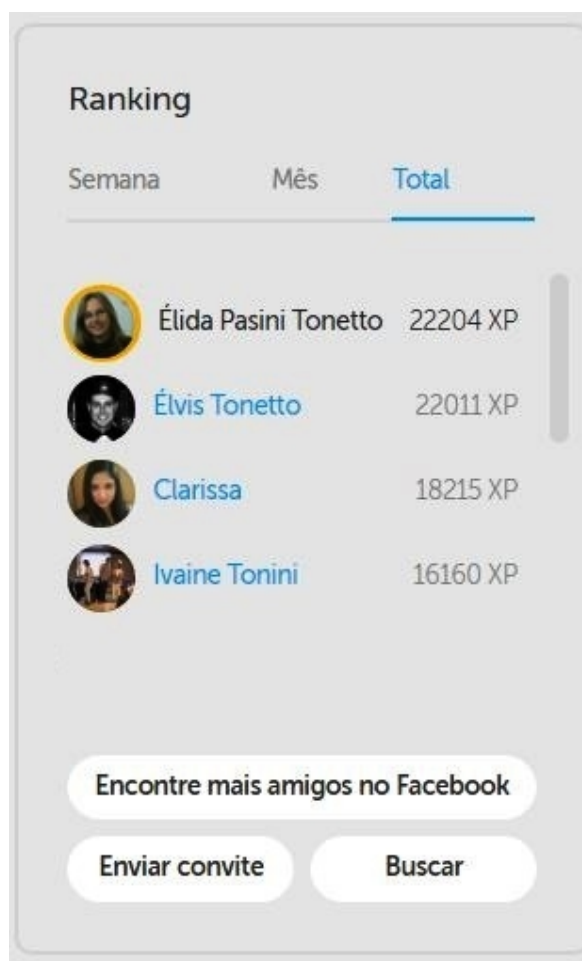 Ranking
Semana Mês Total
Élida Pasini Tonetto 22204 XP
Élvis Tonetto 22011 XP
Clarissa 18215 XP
Ivaine Tonini 16160 XP
Encontre mais amigos no Facebook
Enviar convite Buscar